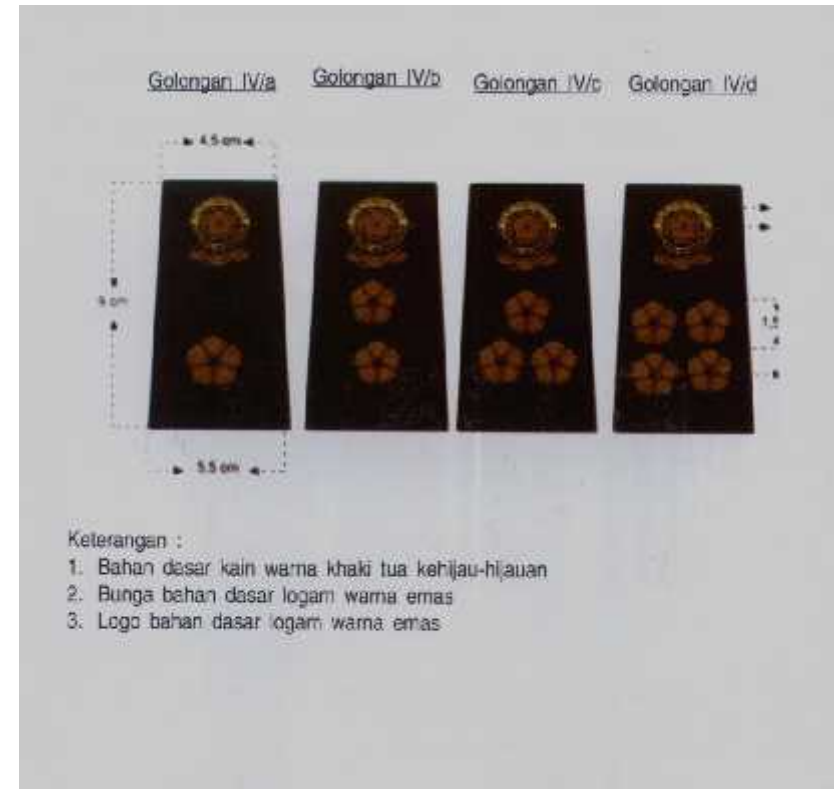 Golongan IV/a Golongan IV/b Golongan IV/c Golongan IV/d
4,5 cm
9 cm
1,5
5.5 cm
Keterangan :
1. Bahan dasar kain warna khaki tua kehijau-hijauan
2. Bunga bahan dasar logam warna emas
3. Logo bahan dasar logam warna emas